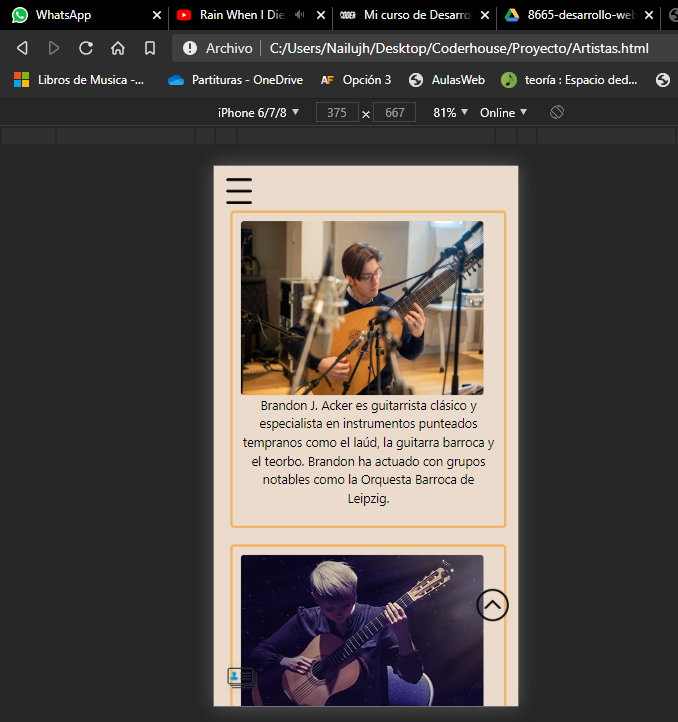 WhatsApp
Rain When I Die
Mi curso de Desarro
8665-desarrollo-web
Archivo
C:/Users/Nailujh/Desktop/Coderhouse/Proyecto/Artistas.html
Libros de Musica -...
Partituras - OneDrive
AF Opción 3
AulasWeb
teoría : Espacio ded...
iPhone 6/7/8 ▼
375 x 667
81% ▼
Online ▼
Brandon J. Acker es guitarrista clásico y
especialista en instrumentos punteados
tempranos como el laúd, la guitarra barroca y
el teorbo. Brandon ha actuado con grupos
notables como la Orquesta Barroca de
Leipzig.